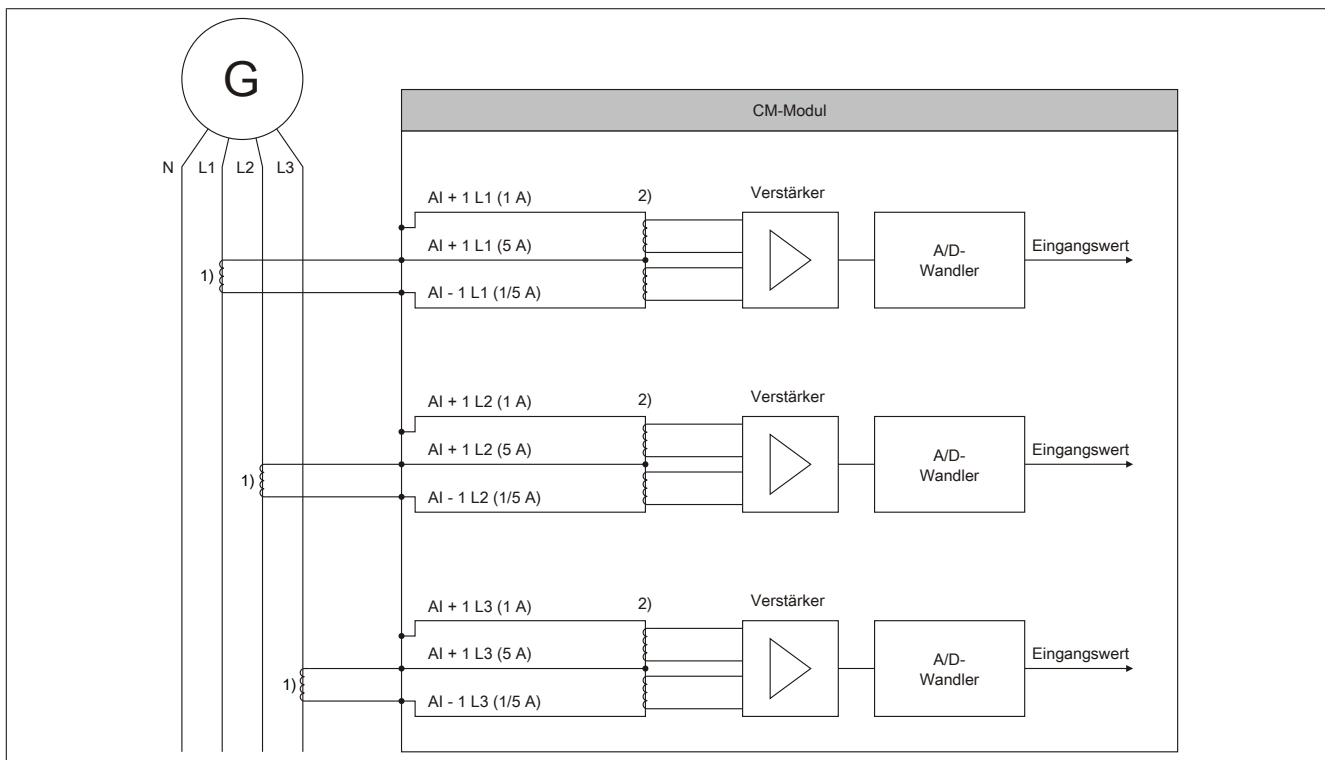 G
CM-Modul
N L1 L2 L3
AI + 1 L1 (1 A) 2) Verstärker
AI + 1 L1 (5 A) A/D- Eingangswert
1) Wandler
AI - 1 L1 (1/5 A)
AI + 1 L2 (1 A) 2) Verstärker
AI + 1 L2 (5 A) A/D- Eingangswert
1) Wandler
AI - 1 L2 (1/5 A)
AI + 1 L3 (1 A) 2) Verstärker
AI + 1 L3 (5 A) A/D- Eingangswert
1) Wandler
AI - 1 L3 (1/5 A)